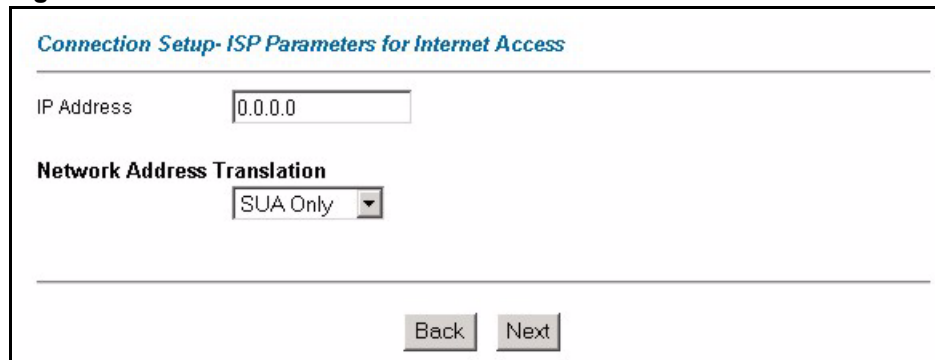 Connection Setup- ISP Parameters for Internet Access
IP Address 0.0.0.0
Network Address Translation
SUA Only
Back Next